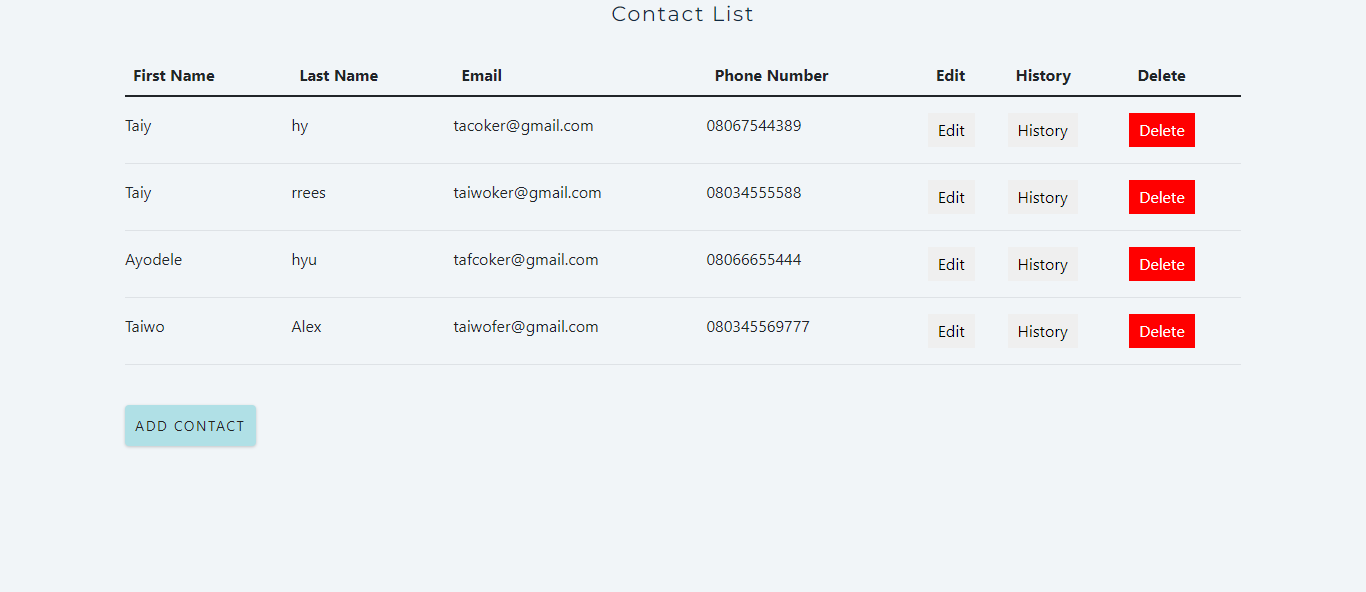 Contact List
First Name Last Name Email Phone Number Edit History Delete
Taiy hy tacoker@gmail.com 08067544389 Edit History Delete
Taiy rrees taiwoker@gmail.com 08034555588 Edit History Delete
Ayodele hyu tafcoker@gmail.com 08066655444 Edit History Delete
Taiwo Alex taiwofer@gmail.com 080345569777 Edit History Delete
ADD CONTACT